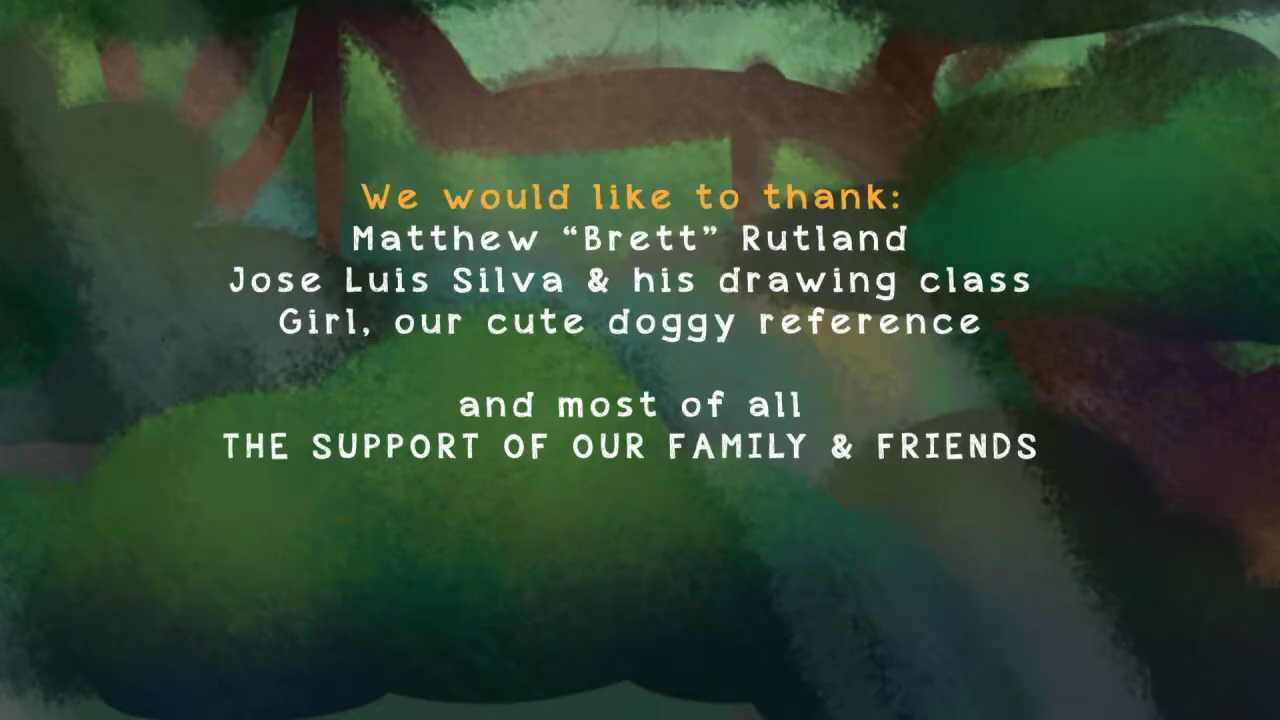 We would like to thank:
Matthew “Brett” Rutland
Jose Luis Silva & his drawing class
Girl, our cute doggy reference
and most of all
THE SUPPORT OF OUR FAMILY & FRIENDS